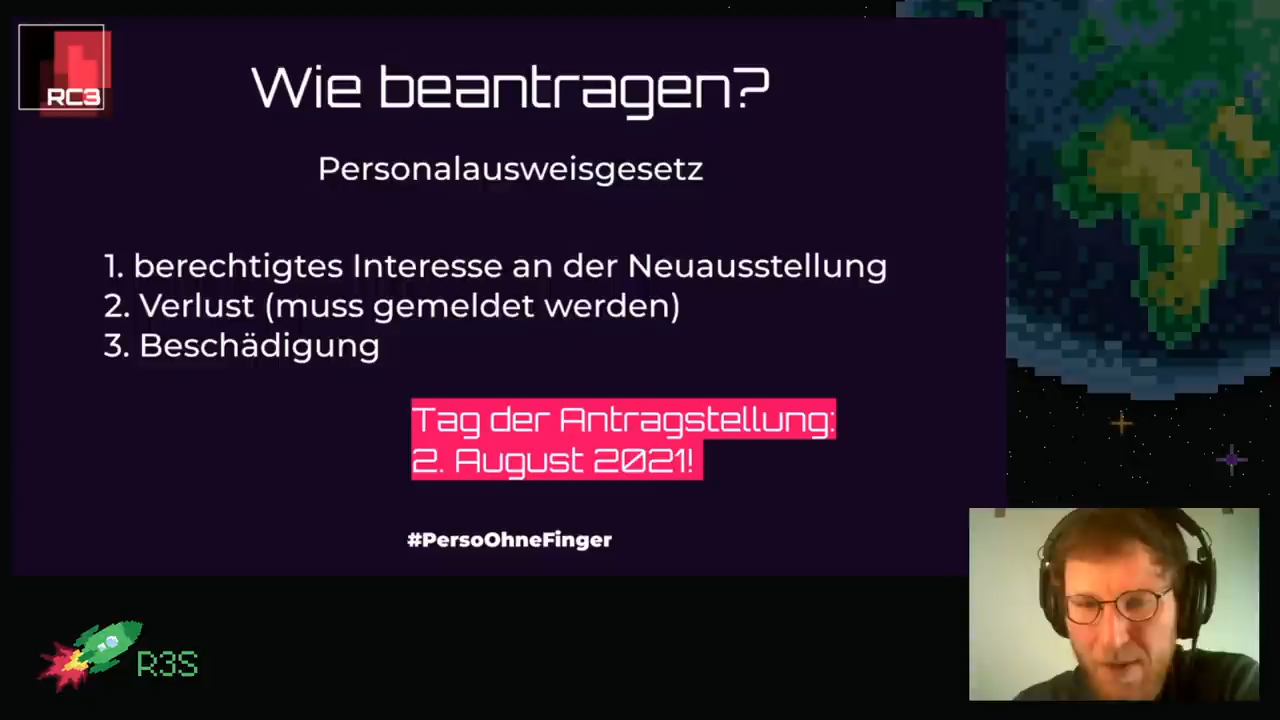 RC3
Wie beantragen?
Personalausweisgesetz
1. berechtigtes Interesse an der Neuausstellung
2. Verlust (muss gemeldet werden)
3. Beschädigung
Tag der Antragstellung:
2. August 2021!
#PersoOhneFinger
R3S